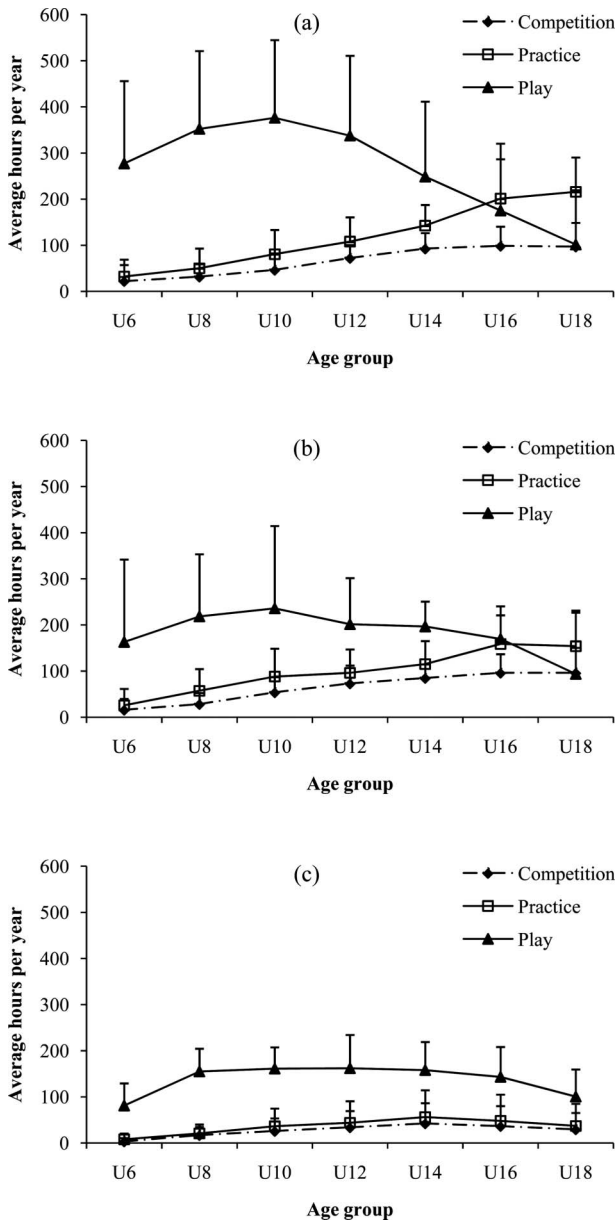 (a)
Competition
Practice
Play
Average hours per year
600
500
400
300
200
100
0
U6 U8 U10 U12 U14 U16 U18
Age group
(b)
Competition
Practice
Play
Average hours per year
600
500
400
300
200
100
0
U6 U8 U10 U12 U14 U16 U18
Age group
(c)
Competition
Practice
Play
Average hours per year
600
500
400
300
200
100
0
U6 U8 U10 U12 U14 U16 U18
Age group